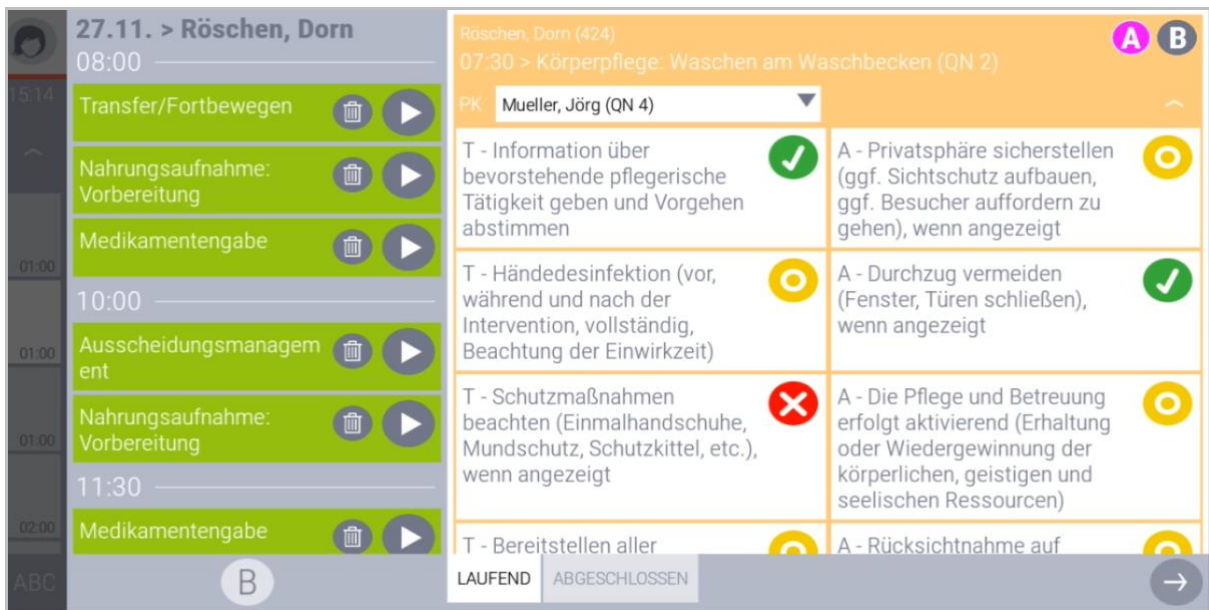 15:14
01:00
01:00
01:00
02:00
ABC
27.11. > Röschen, Dorn
08:00
Transfer/Fortbewegen
Nahrungsaufnahme:
Vorbereitung
Medikamentengabe
10:00
Ausscheidungsmanagem
ent
Nahrungsaufnahme:
Vorbereitung
11:30
Medikamentengabe
B
Röschen, Dorn (424)
A B
07:30 > Körperpflege: Waschen am Waschbecken (QN 2)
PK Mueller, Jörg (QN 4)
T - Information über
bevorstehende pflegerische
Tätigkeit geben und Vorgehen
abstimmen
A - Privatsphäre sicherstellen
(ggf. Sichtschutz aufbauen,
ggf. Besucher auffordern zu
gehen), wenn angezeigt
T - Händedesinfektion (vor,
während und nach der
Intervention, vollständig,
Beachtung der Einwirkzeit)
A - Durchzug vermeiden
(Fenster, Türen schließen),
wenn angezeigt
T - Schutzmaßnahmen
beachten (Einmalhandschuhe,
Mundschutz, Schutzkittel, etc.),
wenn angezeigt
A - Die Pflege und Betreuung
erfolgt aktivierend (Erhaltung
oder Wiedergewinnung der
körperlichen, geistigen und
seelischen Ressourcen)
T - Bereitstellen aller
A - Rücksichtnahme auf
LAUFEND ABGESCHLOSSEN